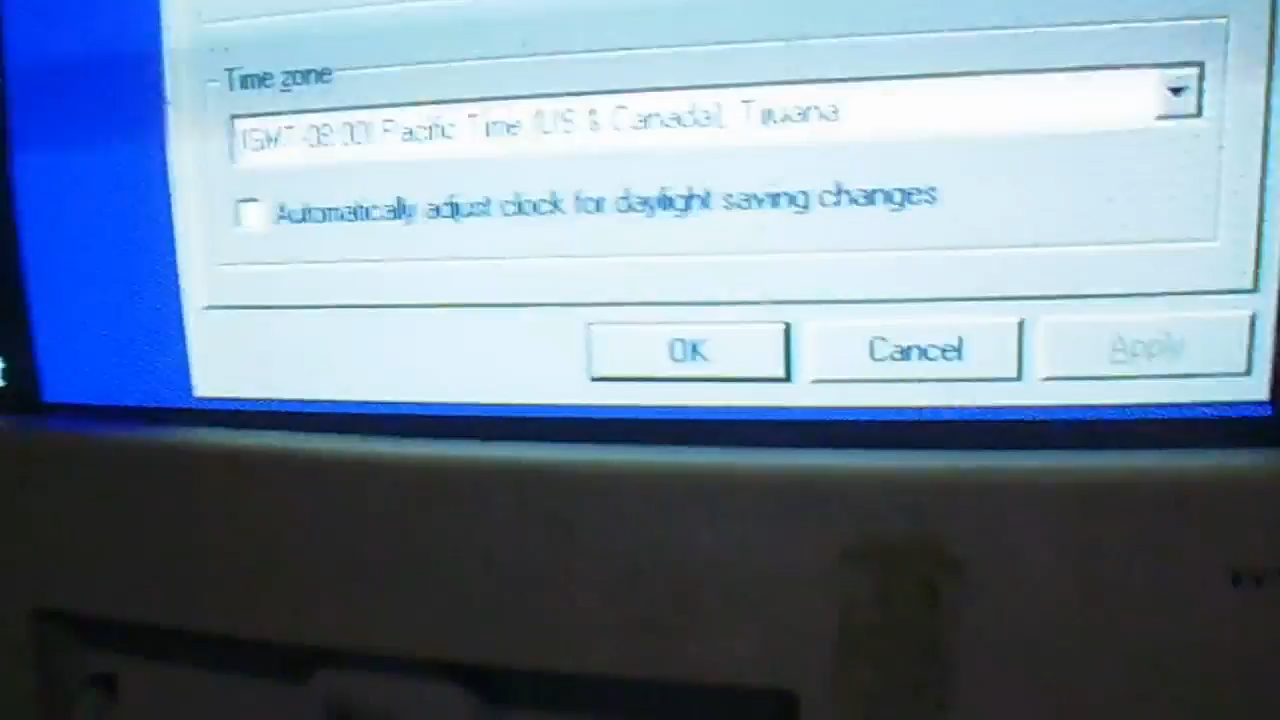 Time zone
(GMT-08:00) Pacific Time (US & Canada), Tijuana
Automatically adjust clock for daylight saving changes
OK
Cancel
Apply